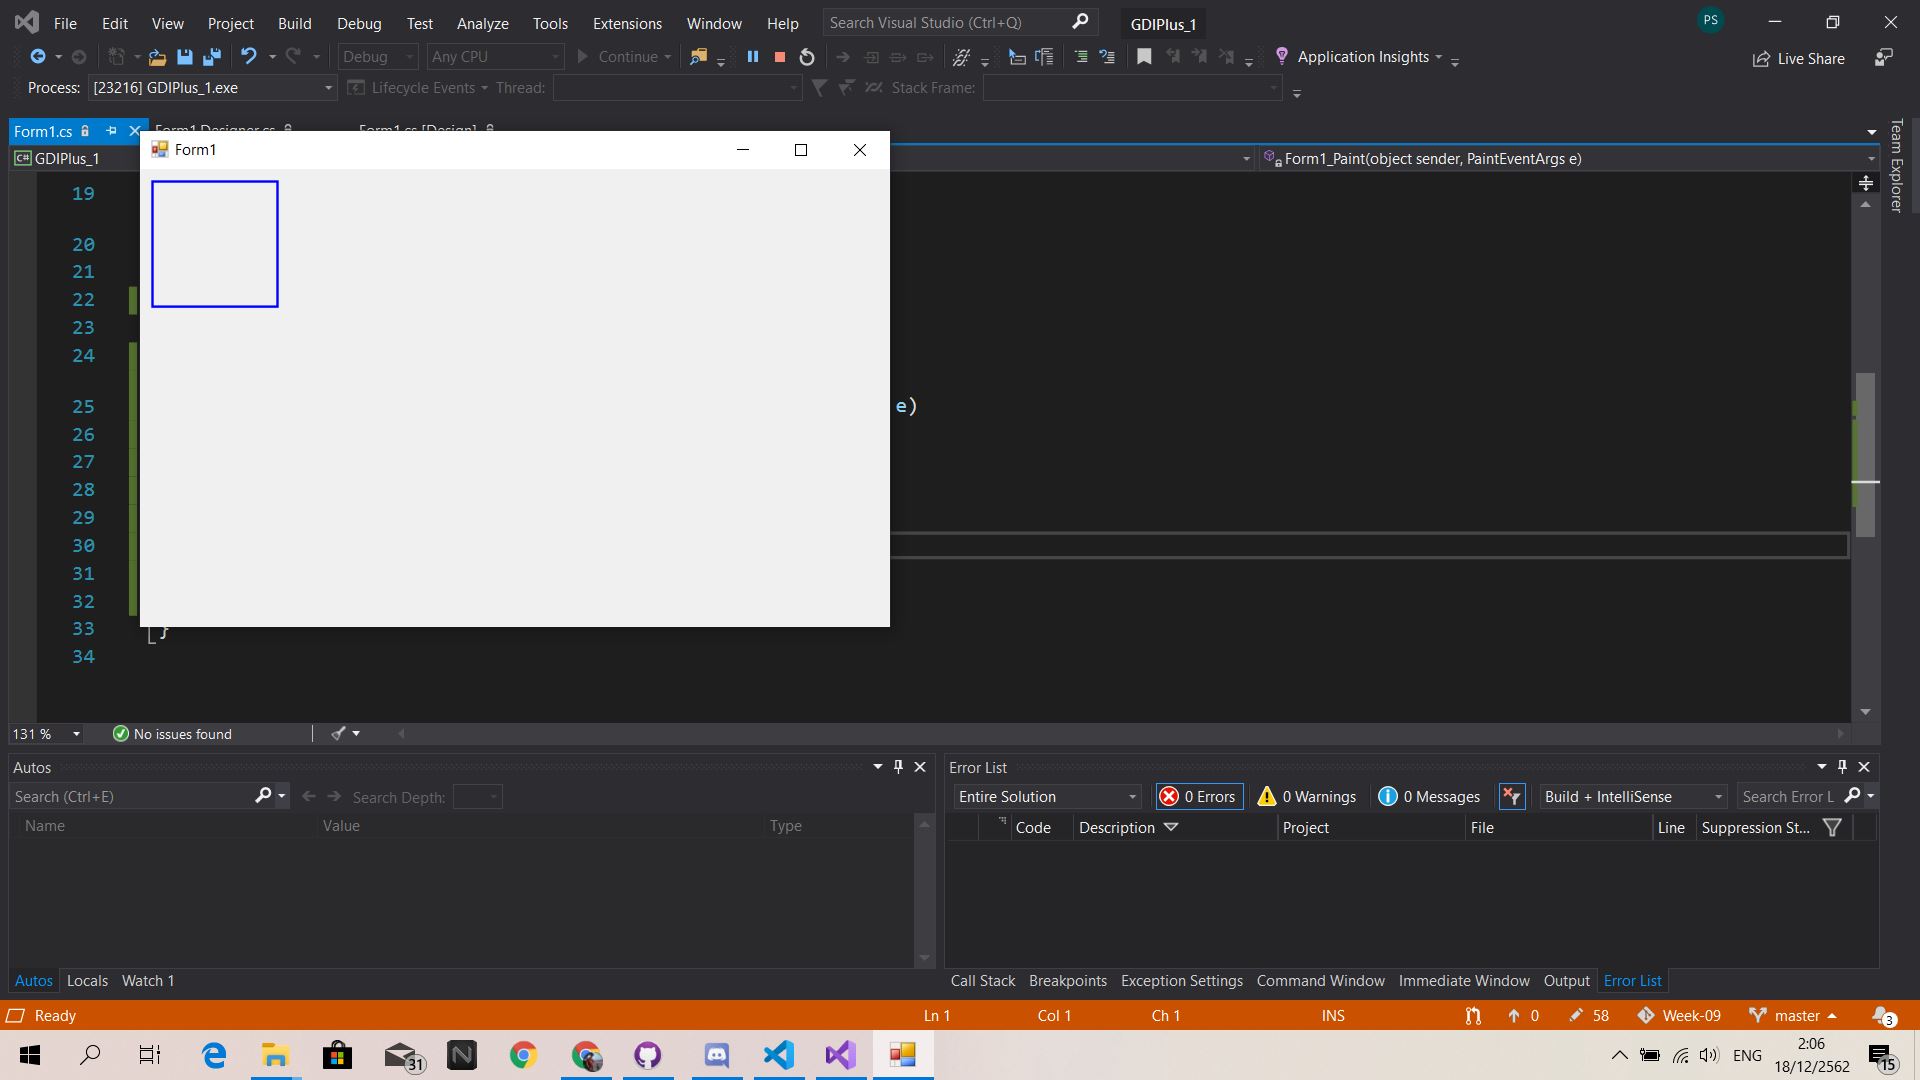 File Edit View Project Build Debug Test Analyze Tools Extensions Window Help Search Visual Studio (Ctrl+Q) GDIPlus_1 PS
Debug Any CPU Continue Application Insights Live Share
Process: [23216] GDIPlus_1.exe Lifecycle Events Thread: Stack Frame:
Form1.cs Form1.Designer.cs Form1.cs [Design]
Form1
C# GDIPlus_1 Form1_Paint(object sender, PaintEventArgs e)
Team Explorer
19
20
21
22
23
24
25 e)
26
27
28
29
30
31
32
33 }
34
131 % No issues found
Autos
Search (Ctrl+E) Search Depth:
Name Value Type
Autos Locals Watch 1
Error List
Entire Solution 0 Errors 0 Warnings 0 Messages Build + IntelliSense Search Error L
Code Description Project File Line Suppression St...
Call Stack Breakpoints Exception Settings Command Window Immediate Window Output Error List
Ready Ln 1 Col 1 Ch 1 INS 0 58 Week-09 master 3
31 N ENG 2:06
18/12/2562 15